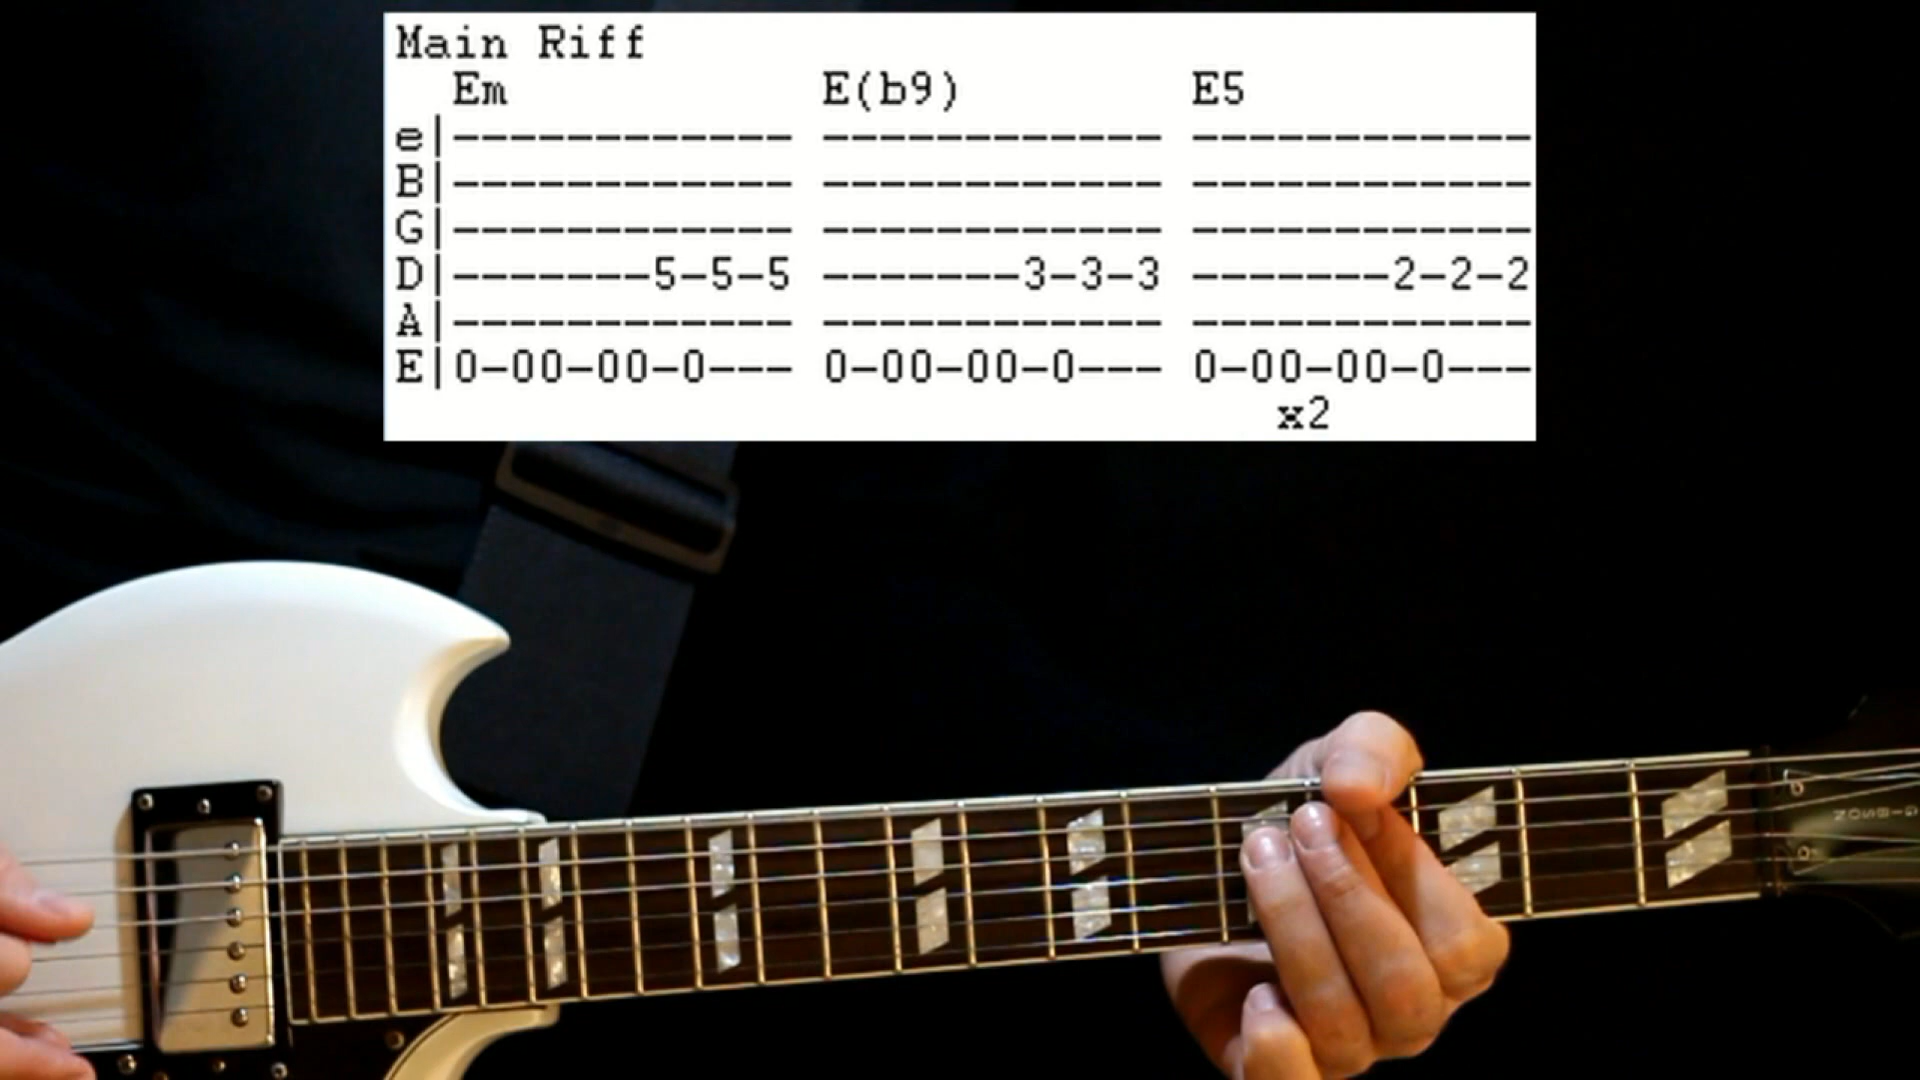 Main Riff
Em E(b9) E5
e|------------ ------------ ------------
B|------------ ------------ ------------
G|------------ ------------ ------------
D|-------5-5-5 -------3-3-3 -------2-2-2
A|------------ ------------ ------------
E|0-00-00-0--- 0-00-00-0--- 0-00-00-0---
x2
GIBSON